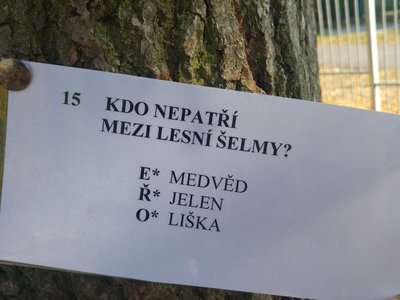 15 KDO NEPATŘÍ
MEZI LESNÍ ŠELMY?
E* MEDVĚD
Ř* JELEN
O* LIŠKA